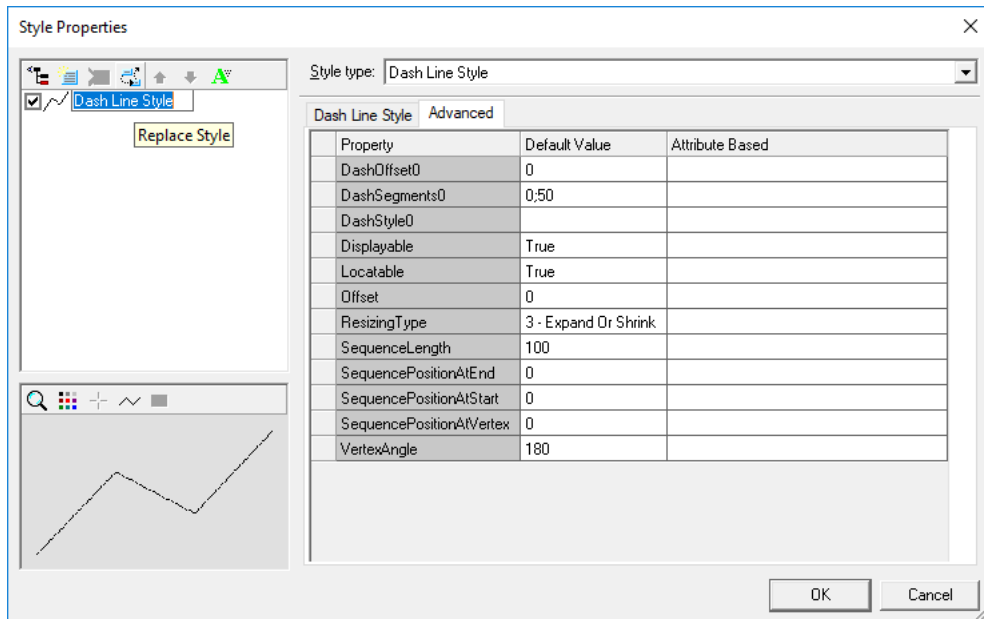 Style Properties
Style type: Dash Line Style
Dash Line Style
Replace Style
Dash Line Style Advanced
Property Default Value Attribute Based
DashOffset0 0
DashSegments0 0;50
DashStyle0
Displayable True
Locatable True
Offset 0
ResizingType 3 - Expand Or Shrink
SequenceLength 100
SequencePositionAtEnd 0
SequencePositionAtStart 0
SequencePositionAtVertex 0
VertexAngle 180
OK Cancel